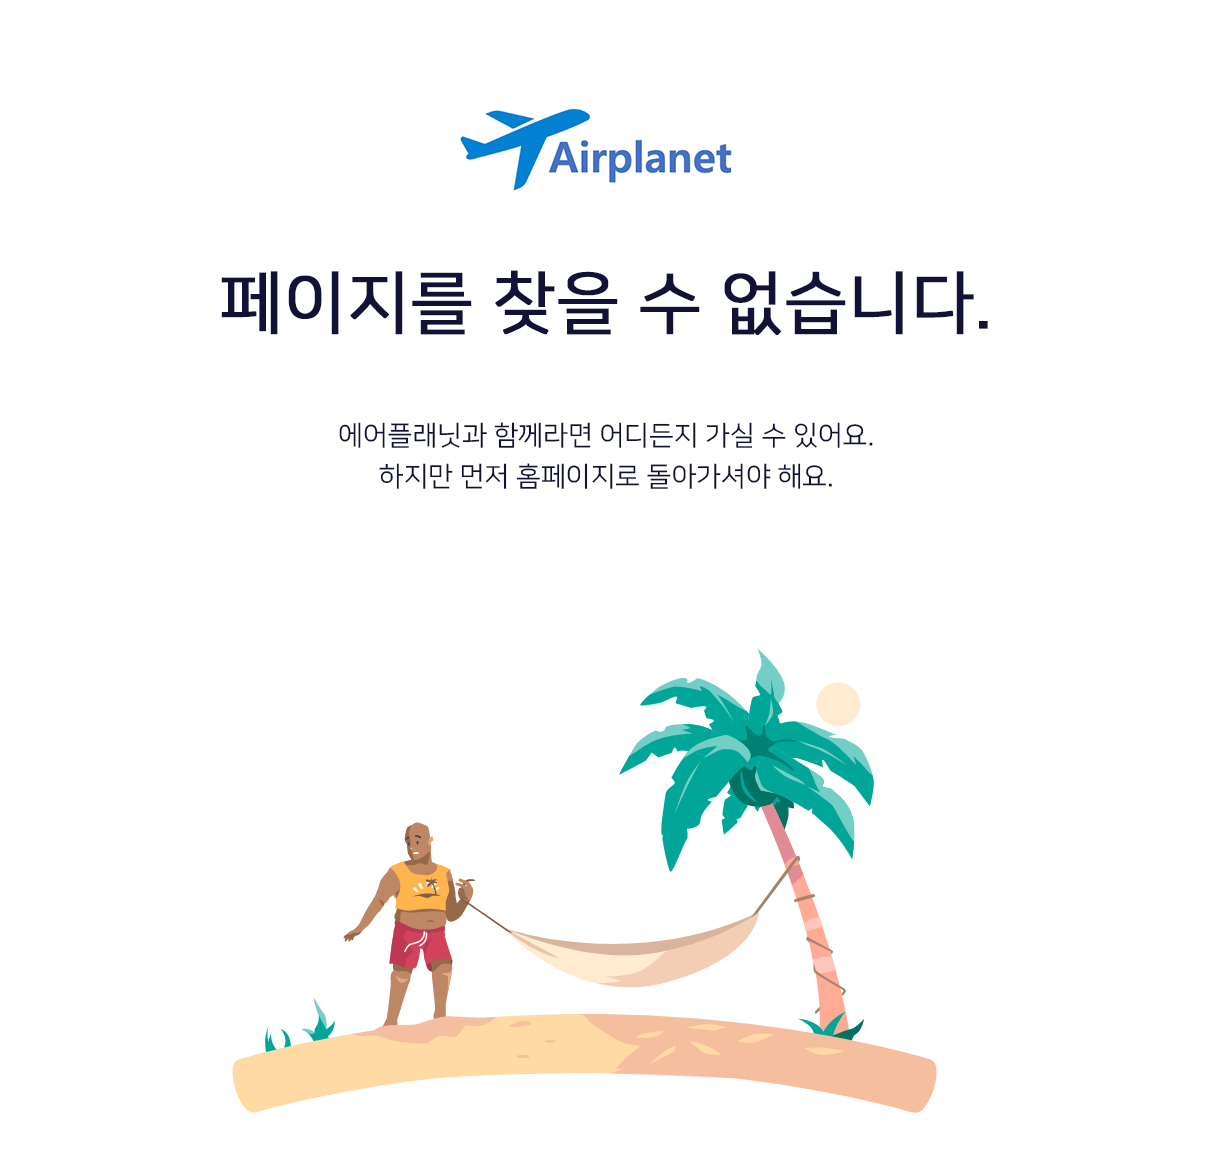 Airplanet
페이지를 찾을 수 없습니다.
에어플래닛과 함께라면 어디든지 가실 수 있어요.
하지만 먼저 홈페이지로 돌아가셔야 해요.